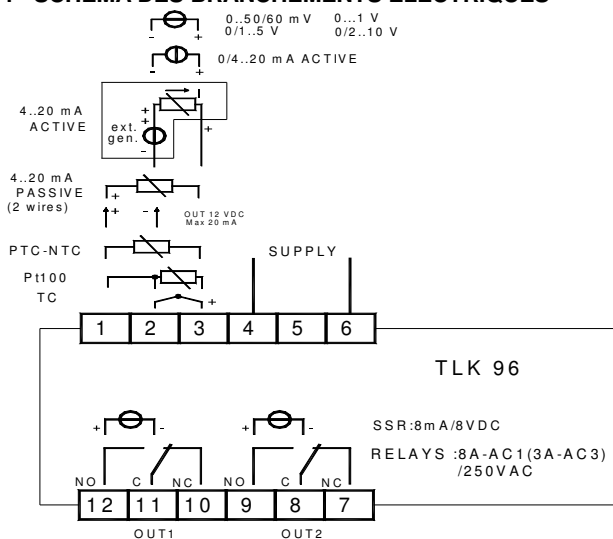 SCHEMA DES BRANCHEMENTS ELECTRIQUES
0..50/60 mV 0...1 V
0/1..5 V 0/2..10 V
- +
0/4..20 mA ACTIVE
- +
I
4..20 mA
ACTIVE
+
+
ext.
gen.
-
+
4..20 mA
PASSIVE
(2 wires)
+
+ -
OUT 12 VDC
Max 20 mA
PTC-NTC
Pt100
TC
+
SUPPLY
1 2 3 4 5 6
TLK 96
+ -
+ -
SSR:8mA/8VDC
RELAYS :8A-AC1(3A-AC3)
/250VAC
NO C NC NO C NC
12 11 10 9 8 7
OUT1 OUT2